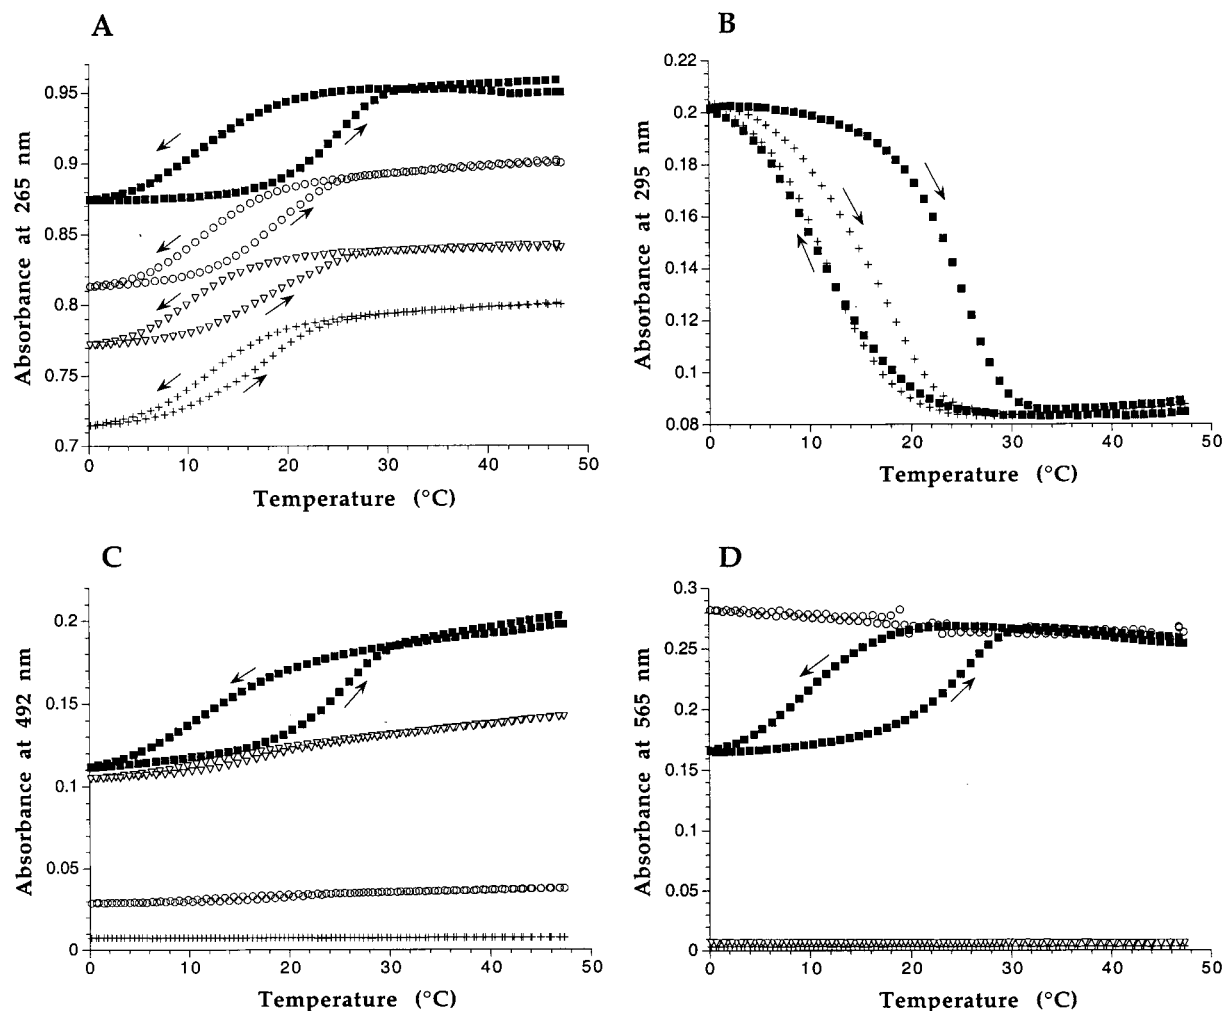 A
B
Absorbance at 265 nm
0.95
0.9
0.85
0.8
0.75
0.7
0 10 20 30 40 50
Temperature (°C)
Absorbance at 295 nm
0.22
0.2
0.18
0.16
0.14
0.12
0.1
0.08
0 10 20 30 40 50
Temperature (°C)
C
D
Absorbance at 492 nm
0.2
0.15
0.1
0.05
0
0 10 20 30 40 50
Temperature (°C)
Absorbance at 565 nm
0.3
0.25
0.2
0.15
0.1
0.05
0
0 10 20 30 40 50
Temperature (°C)